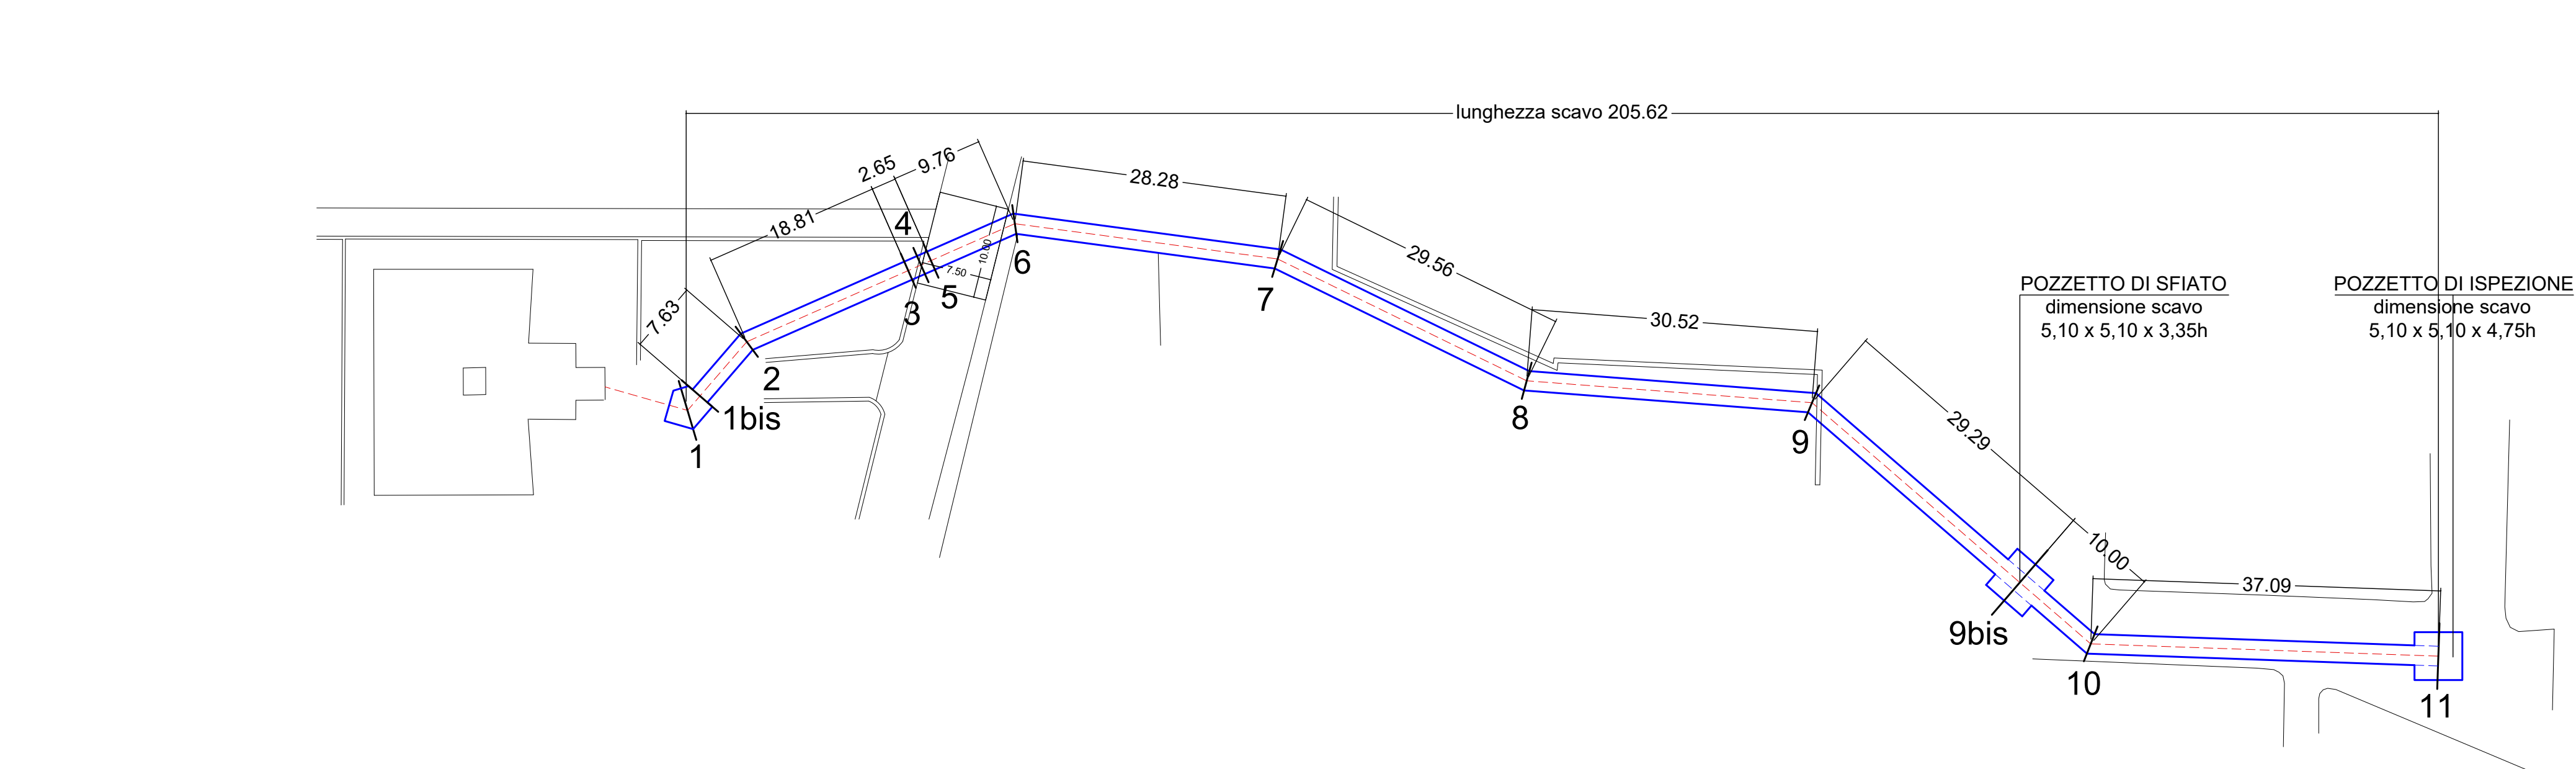 lunghezza scavo 205.62
2.65
9.76
28.28
18.81
4
10.00
7.50
6
29.56
7
5
3
7.63
30.52
POZZETTO DI SFIATO
dimensione scavo
5,10 x 5,10 x 3,35h
POZZETTO DI ISPEZIONE
dimensione scavo
5,10 x 5,10 x 4,75h
2
1bis
1
8
9
29.29
10.00
37.09
9bis
10
11